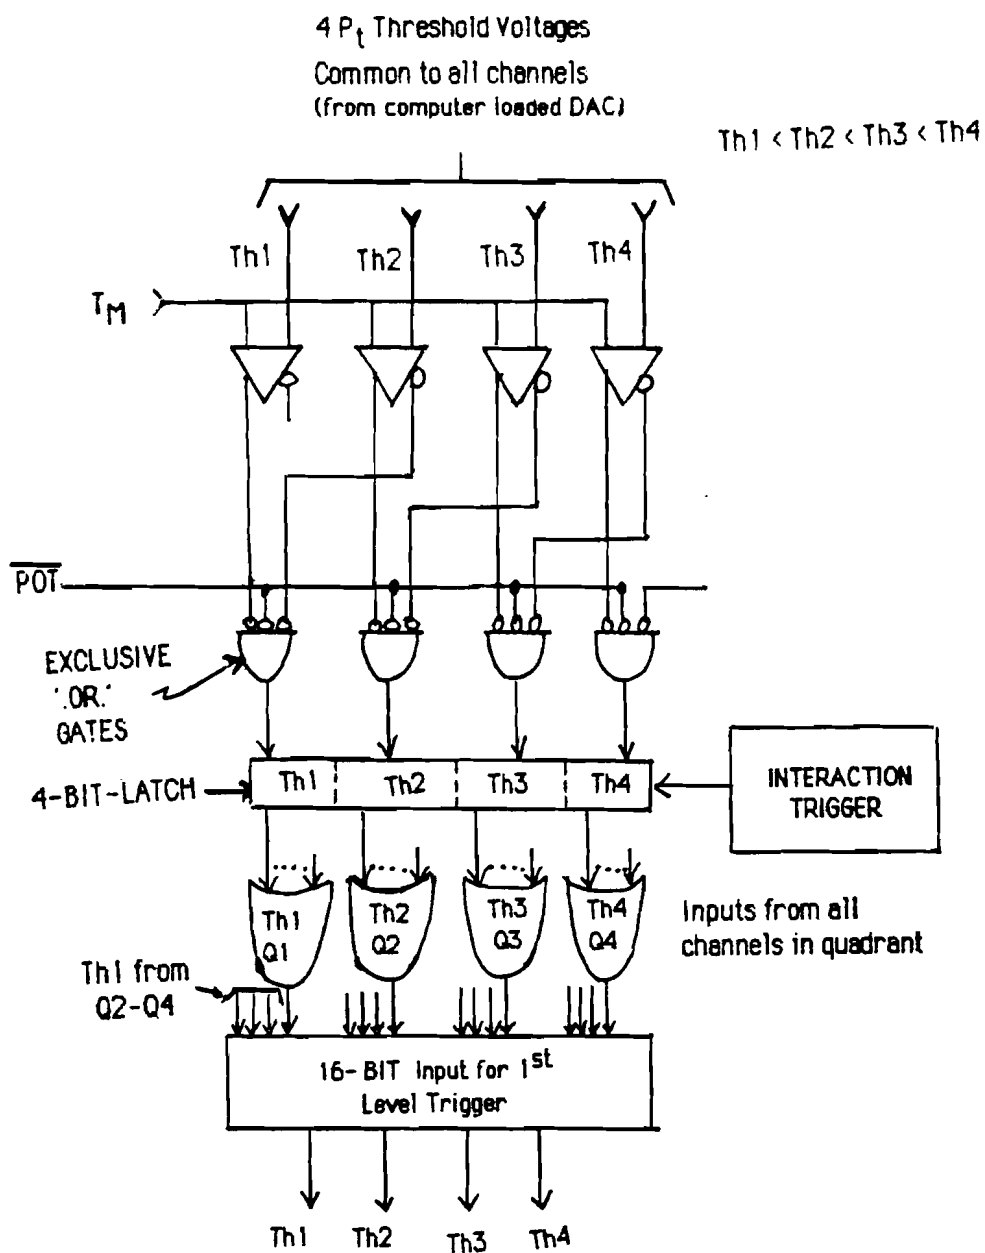 4 Pt Threshold Voltages
Common to all channels
(from computer loaded DAC)
Th1 < Th2 < Th3 < Th4
Th1 Th2 Th3 Th4
TM
POT
EXCLUSIVE
'.OR.'
GATES
4-BIT-LATCH
Th1 Th2 Th3 Th4
INTERACTION
TRIGGER
Th1
Q1
Th2
Q2
Th3
Q3
Th4
Q4
Inputs from all
channels in quadrant
Th1 from
Q2-Q4
16-BIT Input for 1st
Level Trigger
Th1 Th2 Th3 Th4